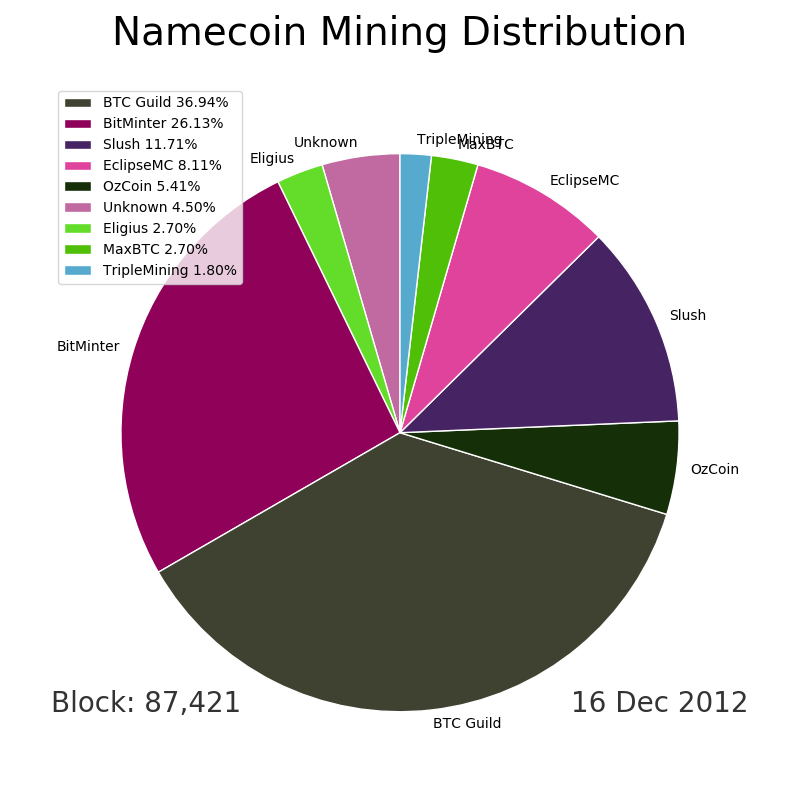 Namecoin Mining Distribution
BTC Guild 36.94%
BitMinter 26.13%
Slush 11.71%
EclipseMC 8.11%
OzCoin 5.41%
Unknown 4.50%
Eligius 2.70%
MaxBTC 2.70%
TripleMining 1.80%
TripleMining
MaxBTC
Unknown
Eligius
EclipseMC
Slush
BitMinter
OzCoin
BTC Guild
Block: 87,421
16 Dec 2012